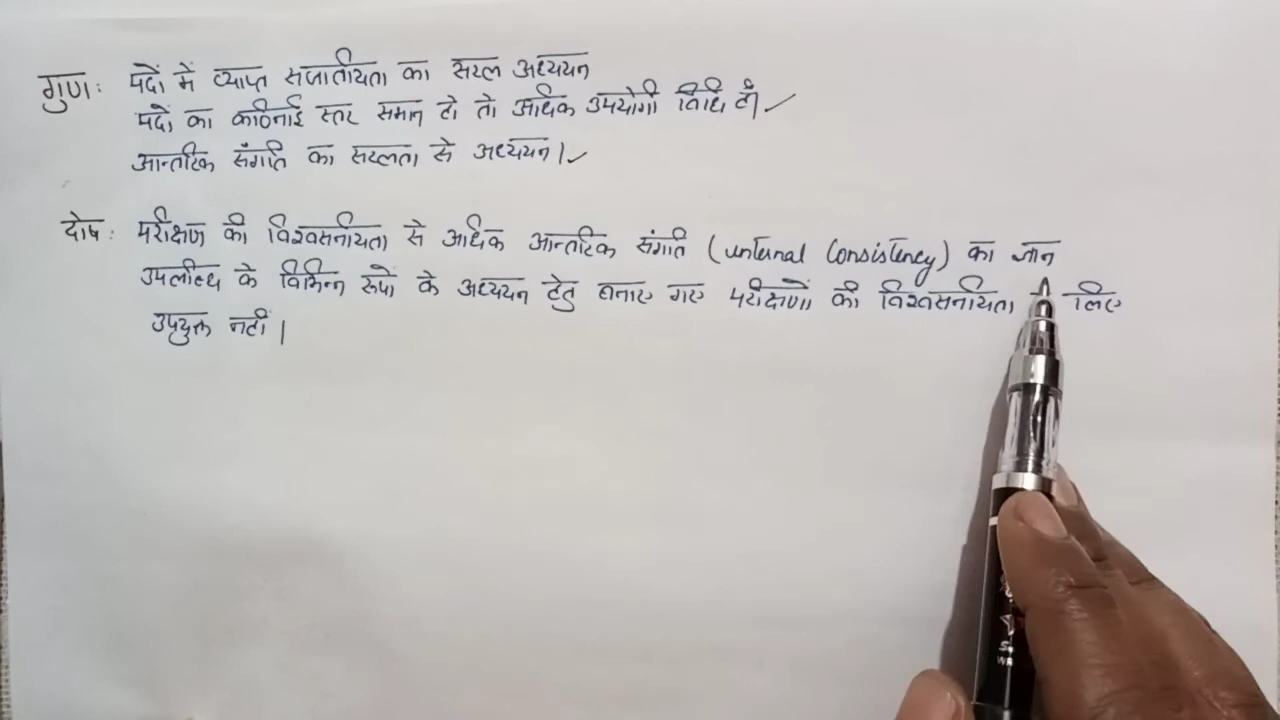 गुण: पदों में व्याप्त सजातीयता का सरल अध्ययन
पदों का कठिनाई स्तर समान हो तो अधिक उपयोगी विधि है।
आन्तरिक संगति का सरलता से अध्ययन।
दोष: परीक्षण की विश्वसनीयता से अधिक आन्तरिक संगति (internal Consistency) का ज्ञान
उपलब्धि के विभिन्न रूपों के अध्ययन हेतु बनाए गए परीक्षणों की विश्वसनीयता लिए
उपयुक्त नहीं।